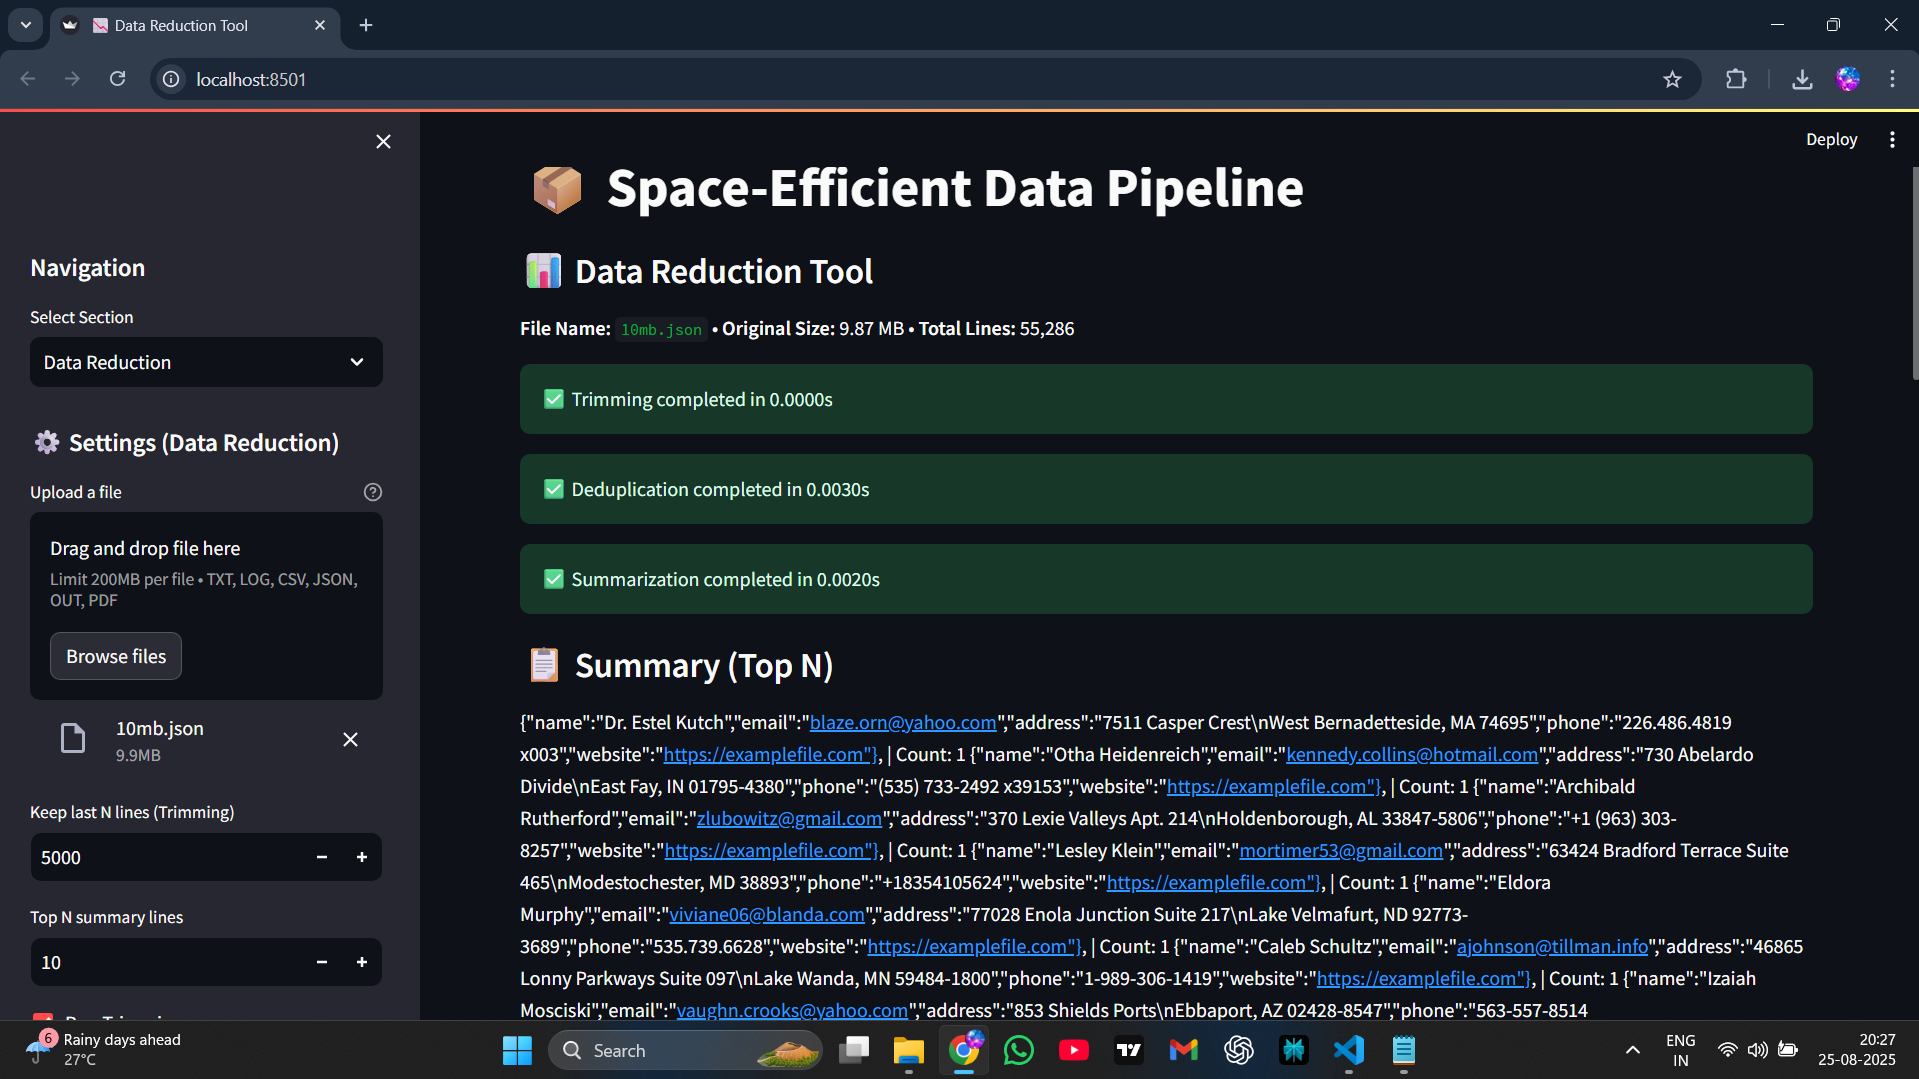 Data Reduction Tool
localhost:8501
Deploy
Navigation
Select Section
Data Reduction
Settings (Data Reduction)
Upload a file
Drag and drop file here
Limit 200MB per file • TXT, LOG, CSV, JSON,
OUT, PDF
Browse files
10mb.json
9.9MB
Keep last N lines (Trimming)
5000
Top N summary lines
10
Space-Efficient Data Pipeline
Data Reduction Tool
File Name: 10mb.json • Original Size: 9.87 MB • Total Lines: 55,286
Trimming completed in 0.0000s
Deduplication completed in 0.0030s
Summarization completed in 0.0020s
Summary (Top N)
{"name":"Dr. Estel Kutch","email":"blaze.orn@yahoo.com","address":"7511 Casper Crest\nWest Bernadetteside, MA 74695","phone":"226.486.4819
x003","website":"https://examplefile.com"}, | Count: 1 {"name":"Otha Heidenreich","email":"kennedy.collins@hotmail.com","address":"730 Abelardo
Divide\nEast Fay, IN 01795-4380","phone":"(535) 733-2492 x39153","website":"https://examplefile.com"}, | Count: 1 {"name":"Archibald
Rutherford","email":"zlubowitz@gmail.com","address":"370 Lexie Valleys Apt. 214\nHoldenborough, AL 33847-5806","phone":"+1 (963) 303-
8257","website":"https://examplefile.com"}, | Count: 1 {"name":"Lesley Klein","email":"mortimer53@gmail.com","address":"63424 Bradford Terrace Suite
465\nModestochester, MD 38893","phone":"+18354105624","website":"https://examplefile.com"}, | Count: 1 {"name":"Eldora
Murphy","email":"viviane06@blanda.com","address":"77028 Enola Junction Suite 217\nLake Velmafurt, ND 92773-
3689","phone":"535.739.6628","website":"https://examplefile.com"}, | Count: 1 {"name":"Caleb Schultz","email":"ajohnson@tillman.info","address":"46865
Lonny Parkways Suite 097\nLake Wanda, MN 59484-1800","phone":"1-989-306-1419","website":"https://examplefile.com"}, | Count: 1 {"name":"Izaiah
Mosciski","email":"vaughn.crooks@yahoo.com","address":"853 Shields Ports\nEbbaport, AZ 02428-8547","phone":"563-557-8514
6
Rainy days ahead
27°C
Search
ENG
IN
20:27
25-08-2025